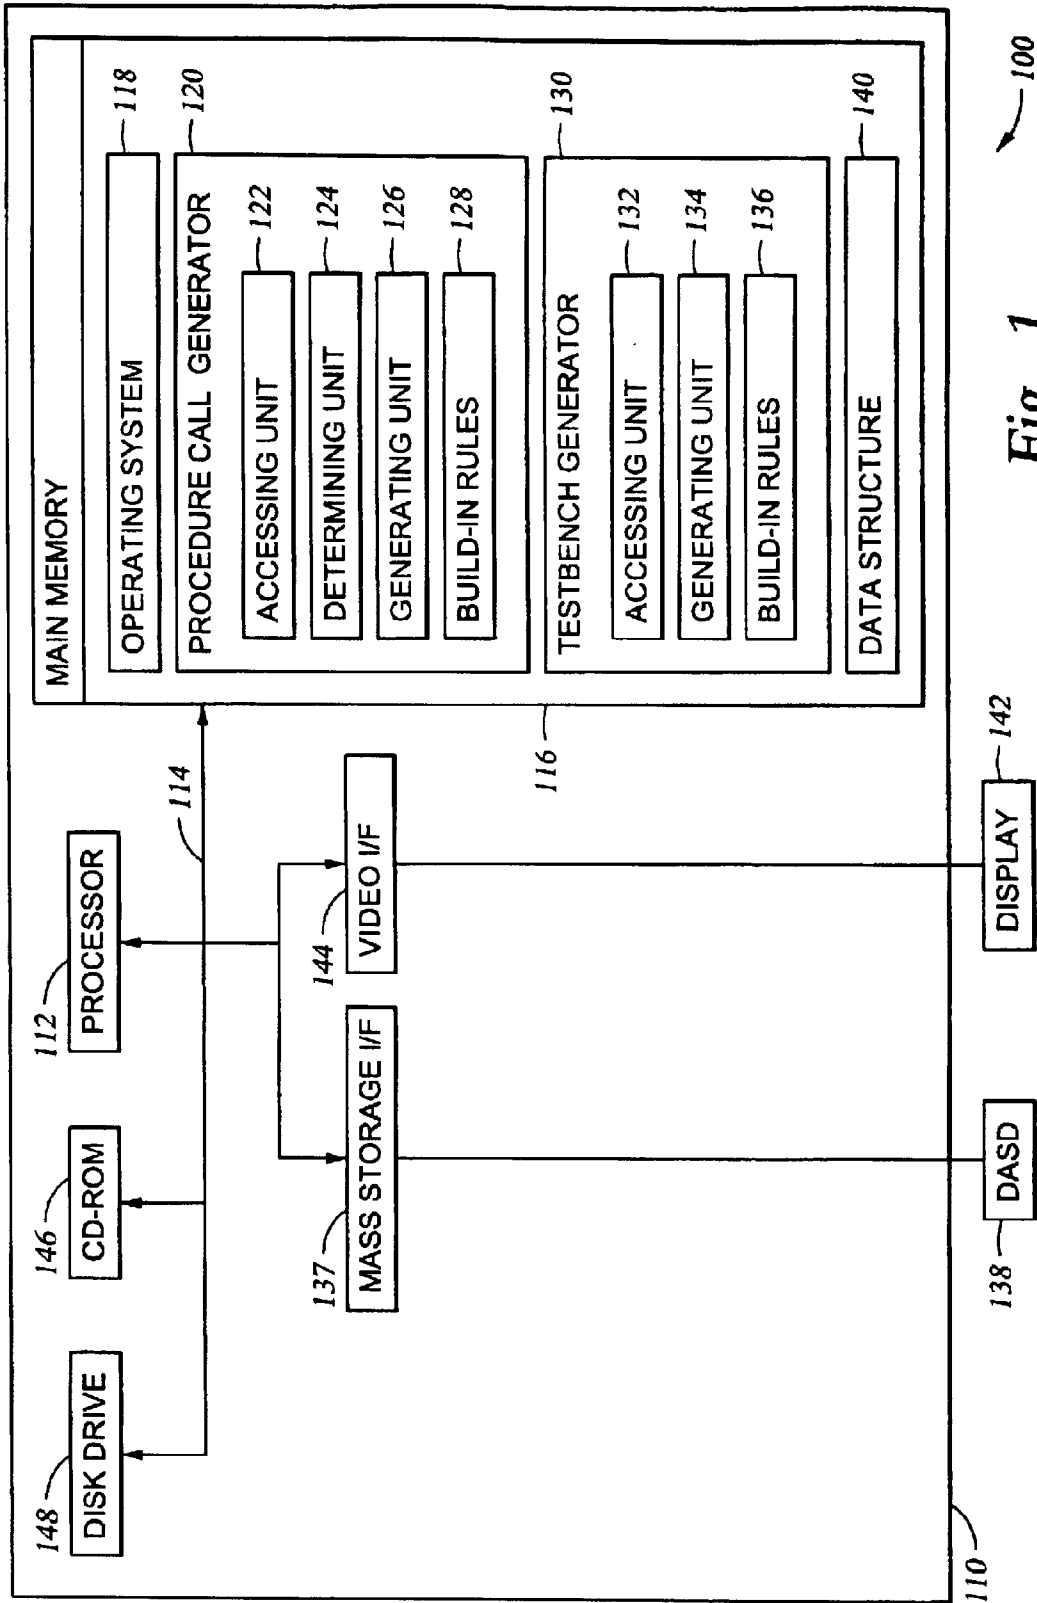 148
DISK DRIVE
146
CD-ROM
112
PROCESSOR
114
MAIN MEMORY
OPERATING SYSTEM
118
PROCEDURE CALL GENERATOR
120
ACCESSING UNIT
122
DETERMINING UNIT
124
GENERATING UNIT
126
BUILD-IN RULES
128
137
MASS STORAGE I/F
144
VIDEO I/F
116
TESTBENCH GENERATOR
130
ACCESSING UNIT
132
GENERATING UNIT
134
BUILD-IN RULES
136
DATA STRUCTURE
140
110
138
DASD
DISPLAY
142
Fig. 1
100